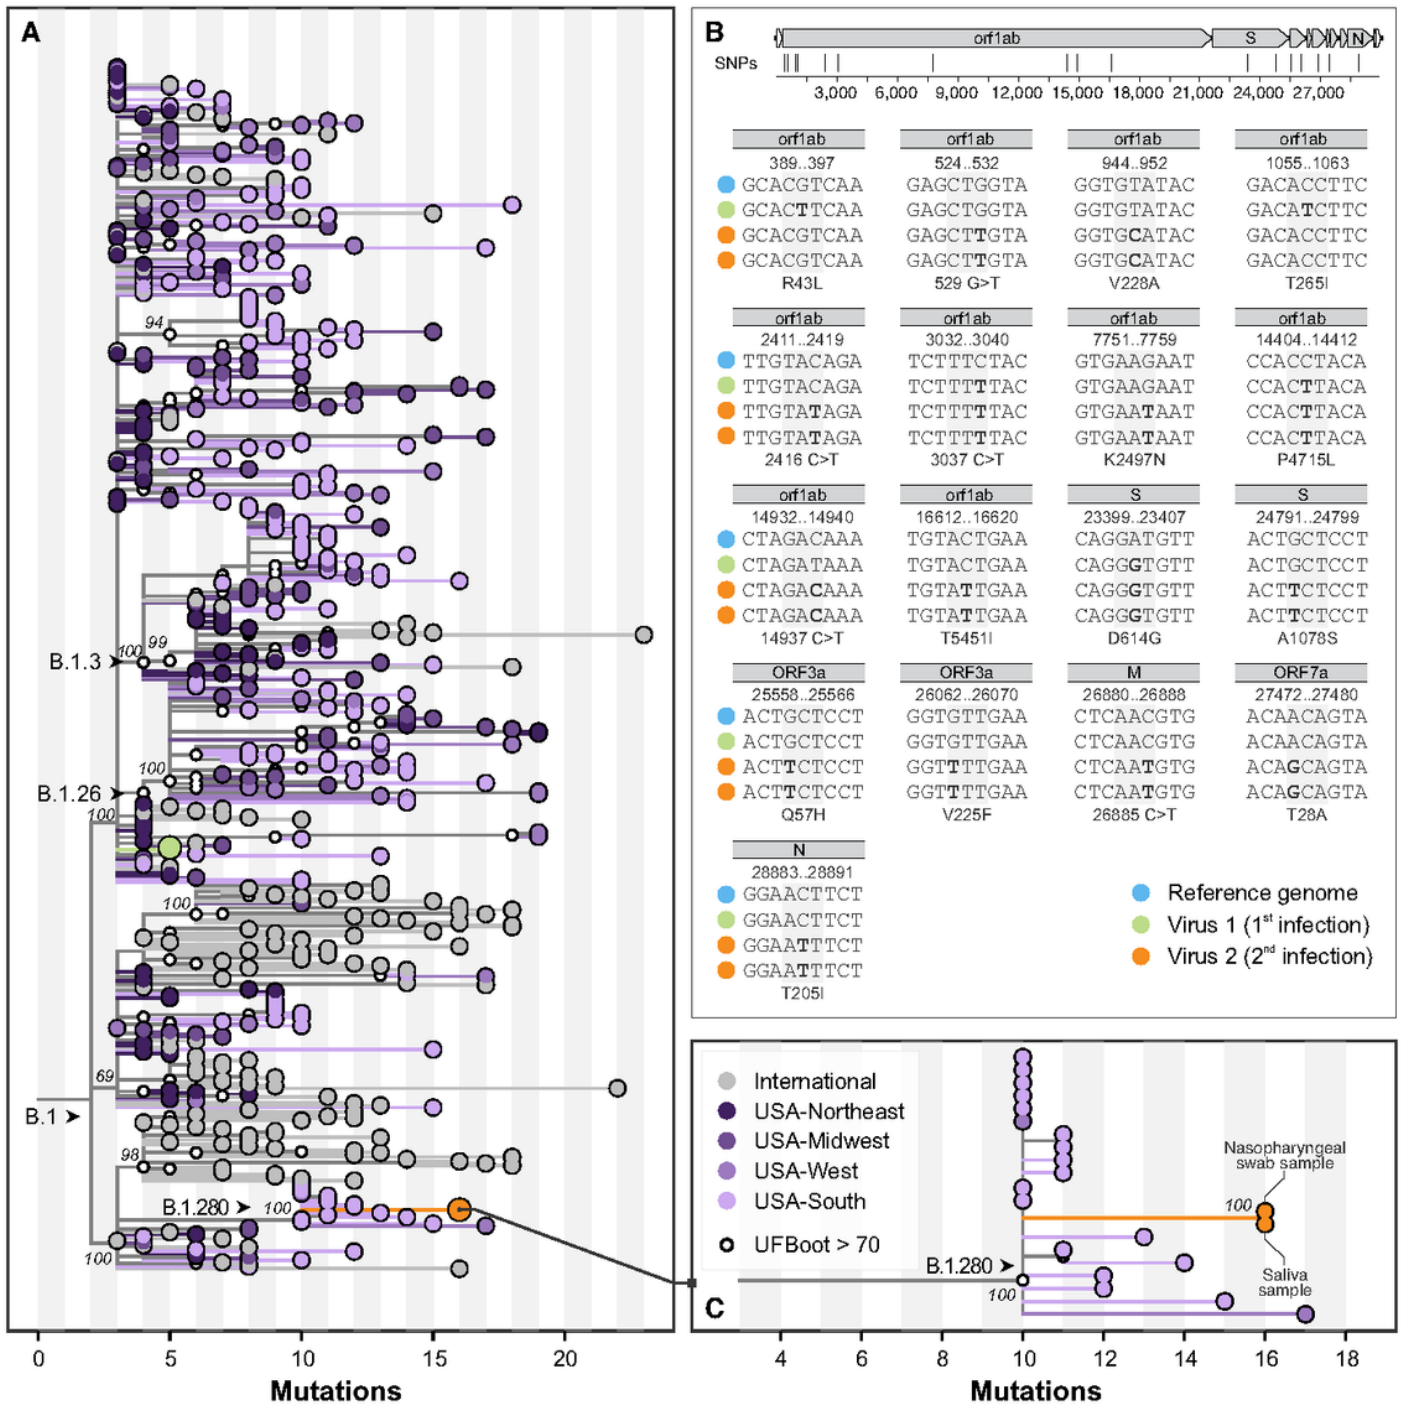 A
94
100
99
B.1.3
100
B.1.26
100
100
69
B.1
98
B.1.280
100
100
0
5
10
15
20
Mutations
B
orf1ab
S
N
SNPs
3,000
6,000
9,000
12,000
15,000
18,000
21,000
24,000
27,000
orf1ab orf1ab orf1ab orf1ab
389..397 524..532 944..952 1055..1063
GCACGTCAA GAGCTGGTA GGTGTATAC GACACCTTC
GCACTTCAA GAGCTGGTA GGTGTATAC GACATCTTC
GCACGTCAA GAGCTTGTA GGTGCATAC GACACCTTC
GCACGTCAA GAGCTTGTA GGTGCATAC GACACCTTC
R43L 529 G>T V228A T265I
orf1ab orf1ab orf1ab orf1ab
2411..2419 3032..3040 7751..7759 14404..14412
TTGTACAGA TCTTTCTAC GTGAAGAAT CCACCTACA
TTGTACAGA TCTTTTTAC GTGAAGAAT CCACTTACA
TTGTATAGA TCTTTTTAC GTGAATAAT CCACTTACA
TTGTATAGA TCTTTTTAC GTGAATAAT CCACTTACA
2416 C>T 3037 C>T K2497N P4715L
orf1ab orf1ab S S
14932..14940 16612..16620 23399..23407 24791..24799
CTAGACAAA TGTACTGAA CAGGATGTT ACTGCTCCT
CTAGATAAA TGTACTGAA CAGGGTGTT ACTGCTCCT
CTAGACAAA TGTATTGAA CAGGGTGTT ACTTCTCCT
CTAGACAAA TGTATTGAA CAGGGTGTT ACTTCTCCT
14937 C>T T5451I D614G A1078S
ORF3a ORF3a M ORF7a
25558..25566 26062..26070 26880..26888 27472..27480
ACTGCTCCT GGTGTTGAA CTCAACGTG ACAACAGTA
ACTGCTCCT GGTGTTGAA CTCAACGTG ACAACAGTA
ACTTCTCCT GGTTTTGAA CTCAATGTG ACAGCAGTA
ACTTCTCCT GGTTTTGAA CTCAATGTG ACAGCAGTA
Q57H V225F 26885 C>T T28A
N
28883..28891
GGAACTTCT
GGAACTTCT
GGAATTTCT
GGAATTTCT
T205I
Reference genome
Virus 1 (1st infection)
Virus 2 (2nd infection)
International
USA-Northeast
USA-Midwest
USA-West
USA-South
UFBoot > 70
C
Nasopharyngeal
swab sample
100
B.1.280
100
Saliva
sample
4
6
8
10
12
14
16
18
Mutations